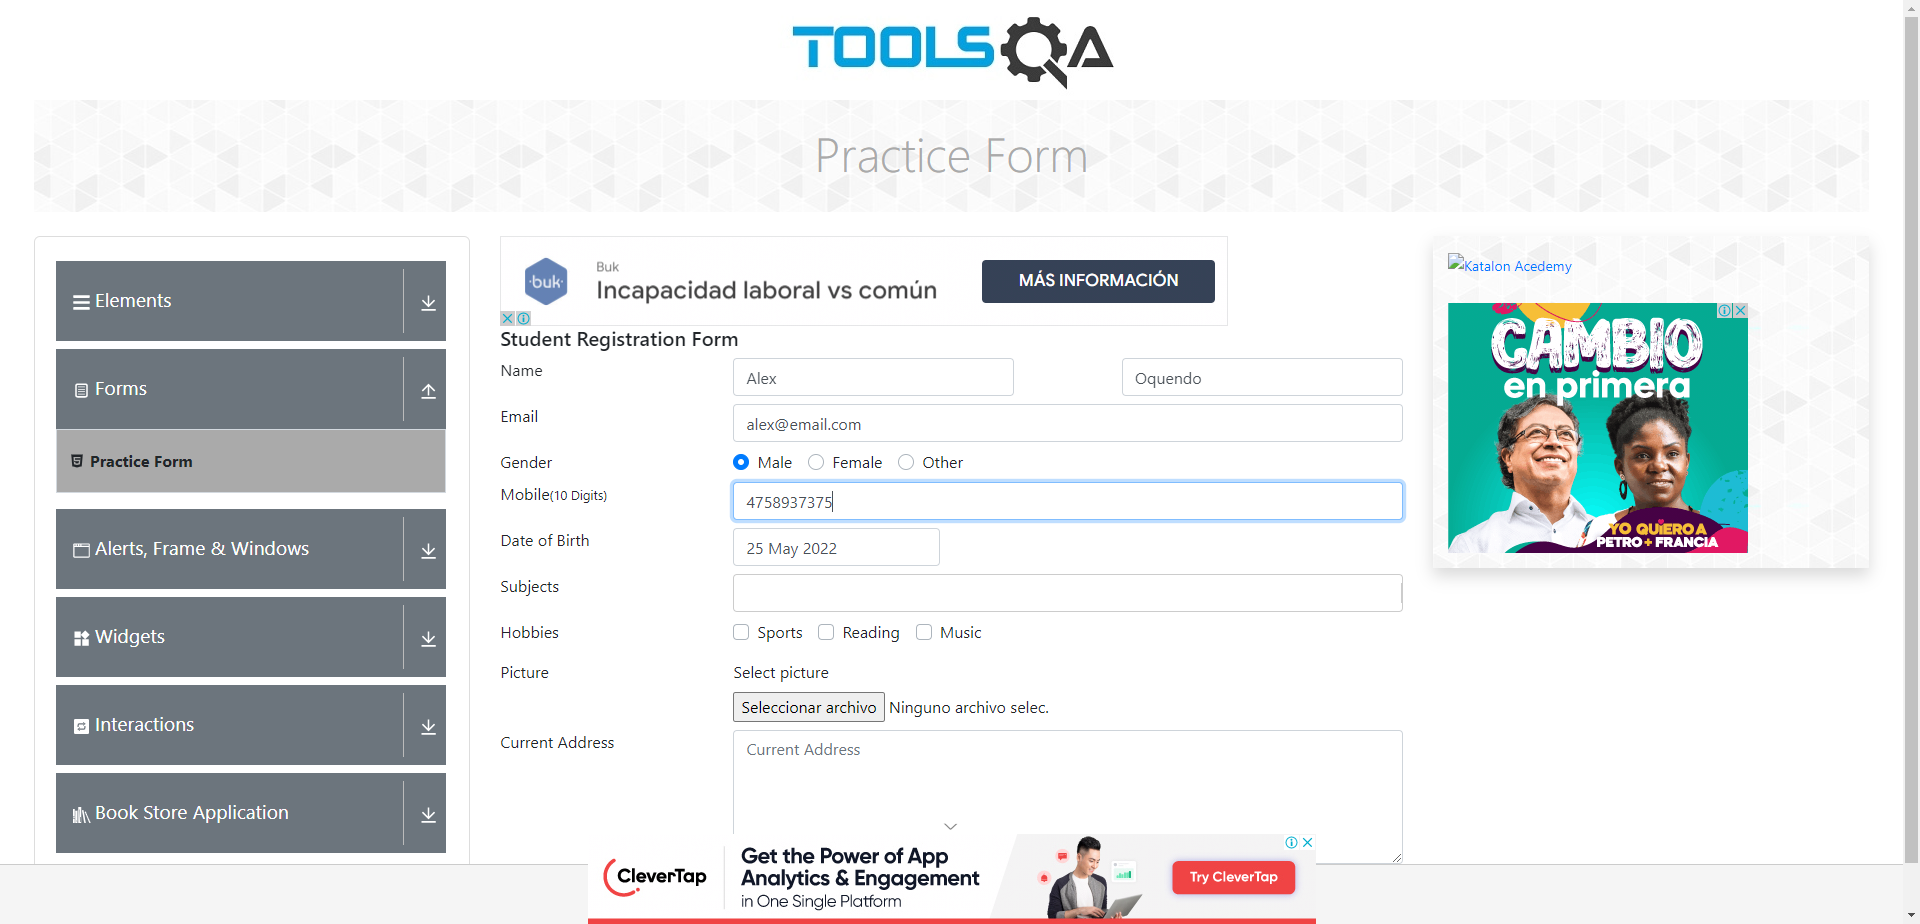 TOOLSQA
Practice Form
Elements
Forms
Practice Form
Alerts, Frame & Windows
Widgets
Interactions
Book Store Application
Buk
buk
Incapacidad laboral vs común
MÁS INFORMACIÓN
Student Registration Form
Name
Alex
Oquendo
Email
alex@email.com
Gender
Male
Female
Other
Mobile(10 Digits)
4758937375
Date of Birth
25 May 2022
Subjects
Hobbies
Sports
Reading
Music
Picture
Select picture
Seleccionar archivo
Ninguno archivo selec.
Current Address
Current Address
Katalon Acedemy
CAMBIO
en primera
YO QUIERO A
PETRO + FRANCIA
CleverTap
Get the Power of App
Analytics & Engagement
in One Single Platform
Try CleverTap